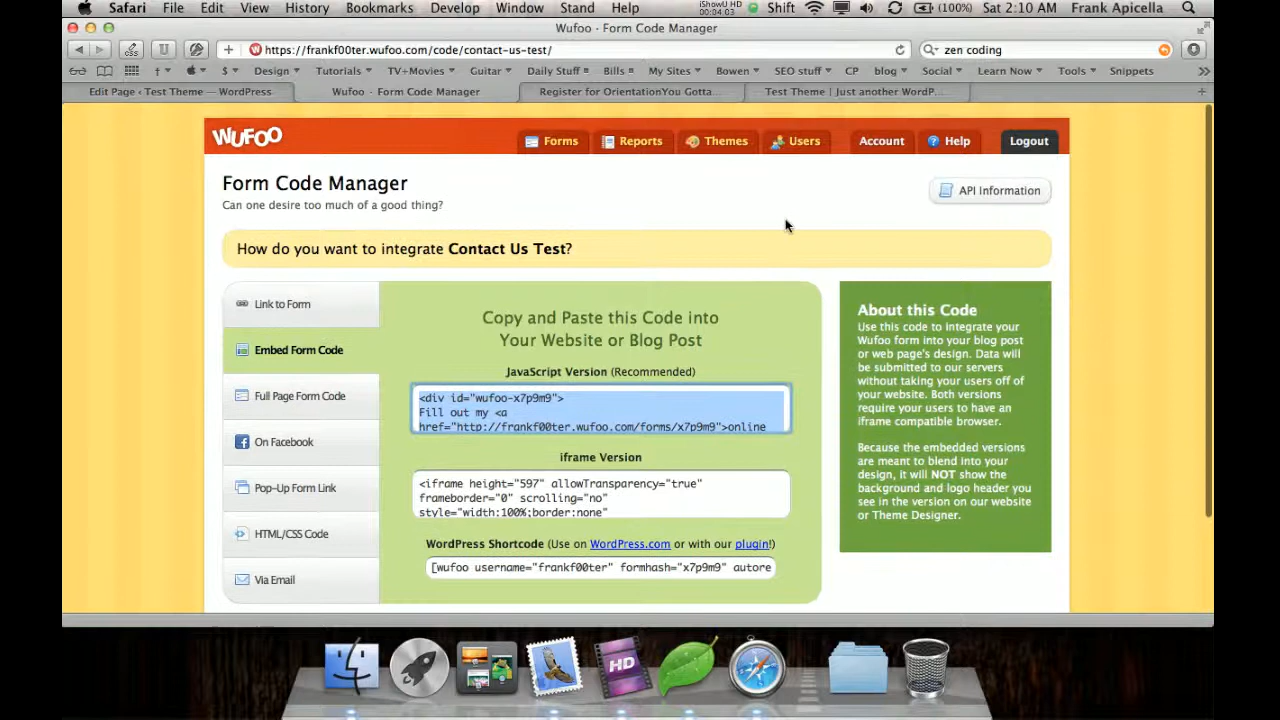 Safari File Edit View History Bookmarks Develop Window Stand Help iShowU HD 00:04:03 Shift (100%) Sat 2:10 AM Frank Apicella
Wufoo · Form Code Manager
https://frankf00ter.wufoo.com/code/contact-us-test/
zen coding
Design Tutorials TV+Movies Guitar Daily Stuff Bills My Sites Bowen SEO stuff CP blog Social Learn Now Tools Snippets
Edit Page ‹ Test Theme — WordPress
Wufoo · Form Code Manager
Register for OrientationYou Gotta...
Test Theme | Just another WordP...
WUFOO
Forms
Reports
Themes
Users
Account
Help
Logout
Form Code Manager
Can one desire too much of a good thing?
API Information
How do you want to integrate Contact Us Test?
Link to Form
Embed Form Code
Full Page Form Code
On Facebook
Pop-Up Form Link
HTML/CSS Code
Via Email
Copy and Paste this Code into
Your Website or Blog Post
JavaScript Version (Recommended)
<div id="wufoo-x7p9m9">
Fill out my <a
href="http://frankf00ter.wufoo.com/forms/x7p9m9">online
iframe Version
<iframe height="597" allowTransparency="true"
frameborder="0" scrolling="no"
style="width:100%;border:none"
WordPress Shortcode (Use on WordPress.com or with our plugin!)
[wufoo username="frankf00ter" formhash="x7p9m9" autore
About this Code
Use this code to integrate your
Wufoo form into your blog post
or web page's design. Data will
be submitted to our servers
without taking your users off of
your website. Both versions
require your users to have an
iframe compatible browser.
Because the embedded versions
are meant to blend into your
design, it will NOT show the
background and logo header you
see in the version on our website
or Theme Designer.
HD